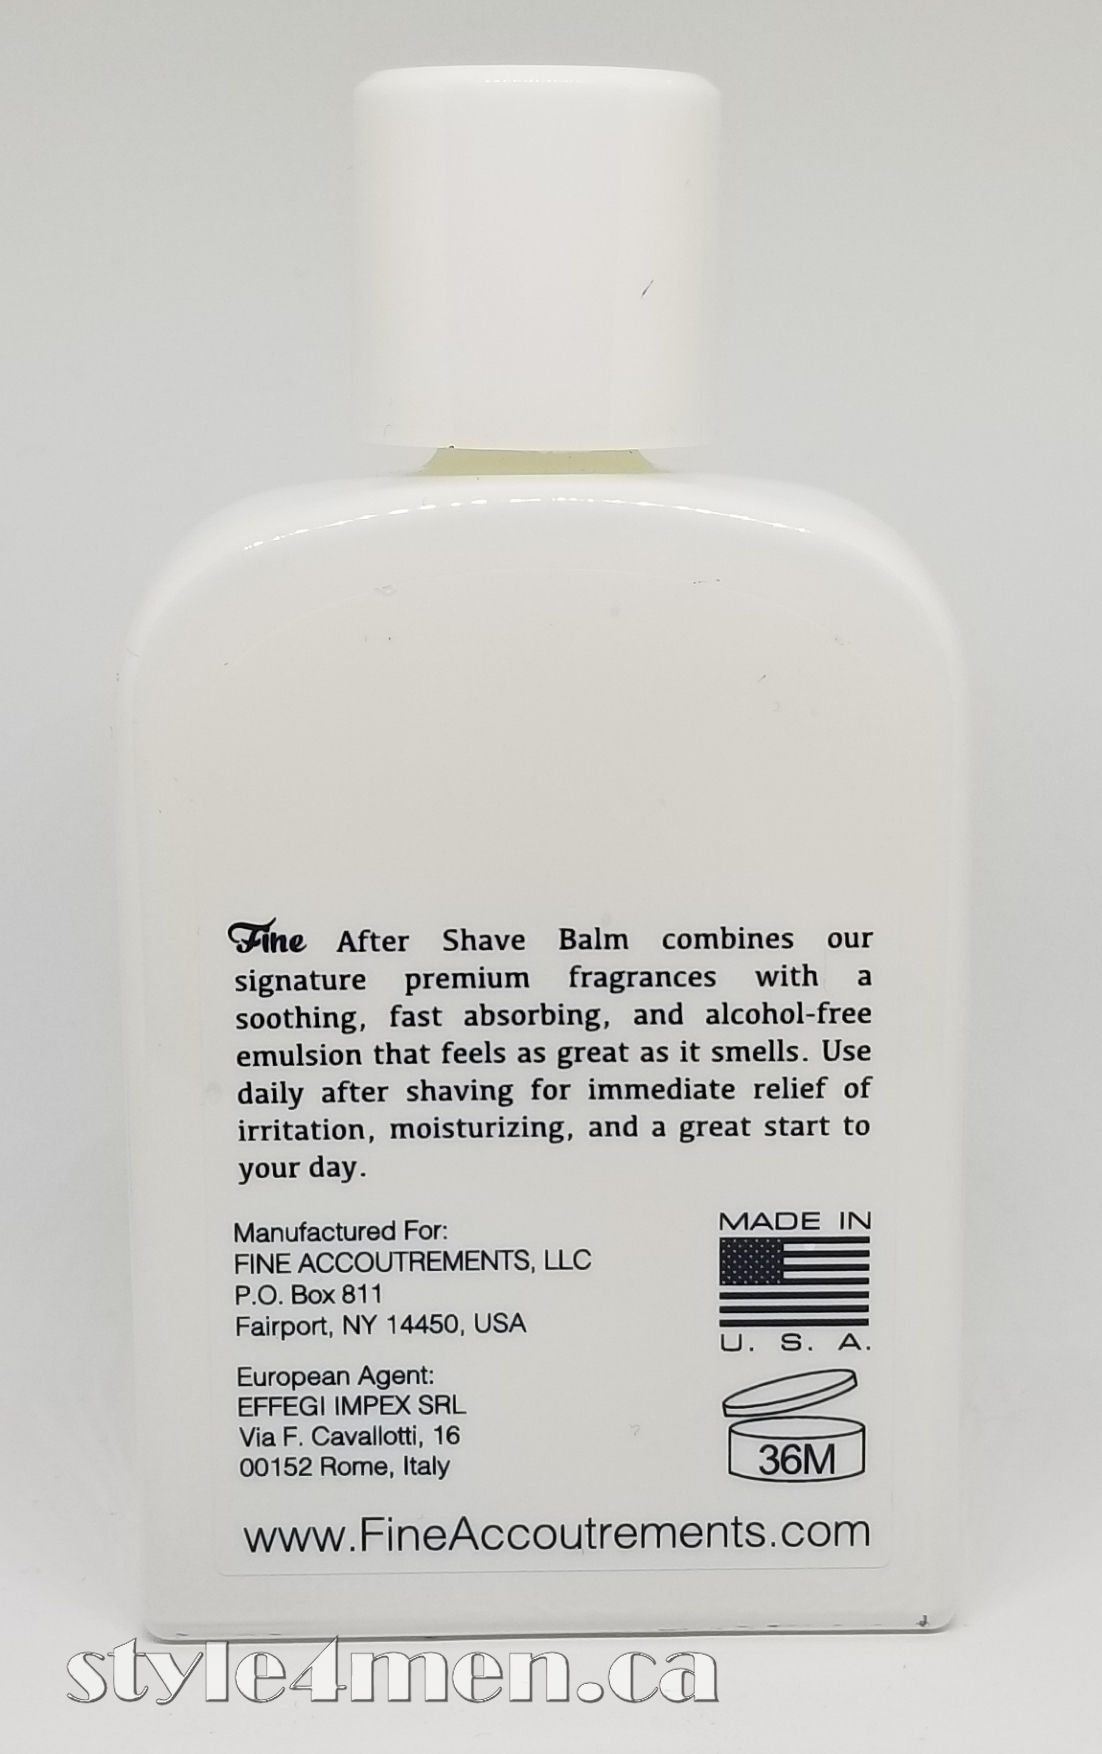 Fine After Shave Balm combines our
signature premium fragrances with a
soothing, fast absorbing, and alcohol-free
emulsion that feels as great as it smells. Use
daily after shaving for immediate relief of
irritation, moisturizing, and a great start to
your day.
Manufactured For:
FINE ACCOUTREMENTS, LLC
P.O. Box 811
Fairport, NY 14450, USA
MADE IN
U. S. A.
European Agent:
EFFEGI IMPEX SRL
Via F. Cavallotti, 16
00152 Rome, Italy
36M
www.FineAccoutrements.com
style4men.ca